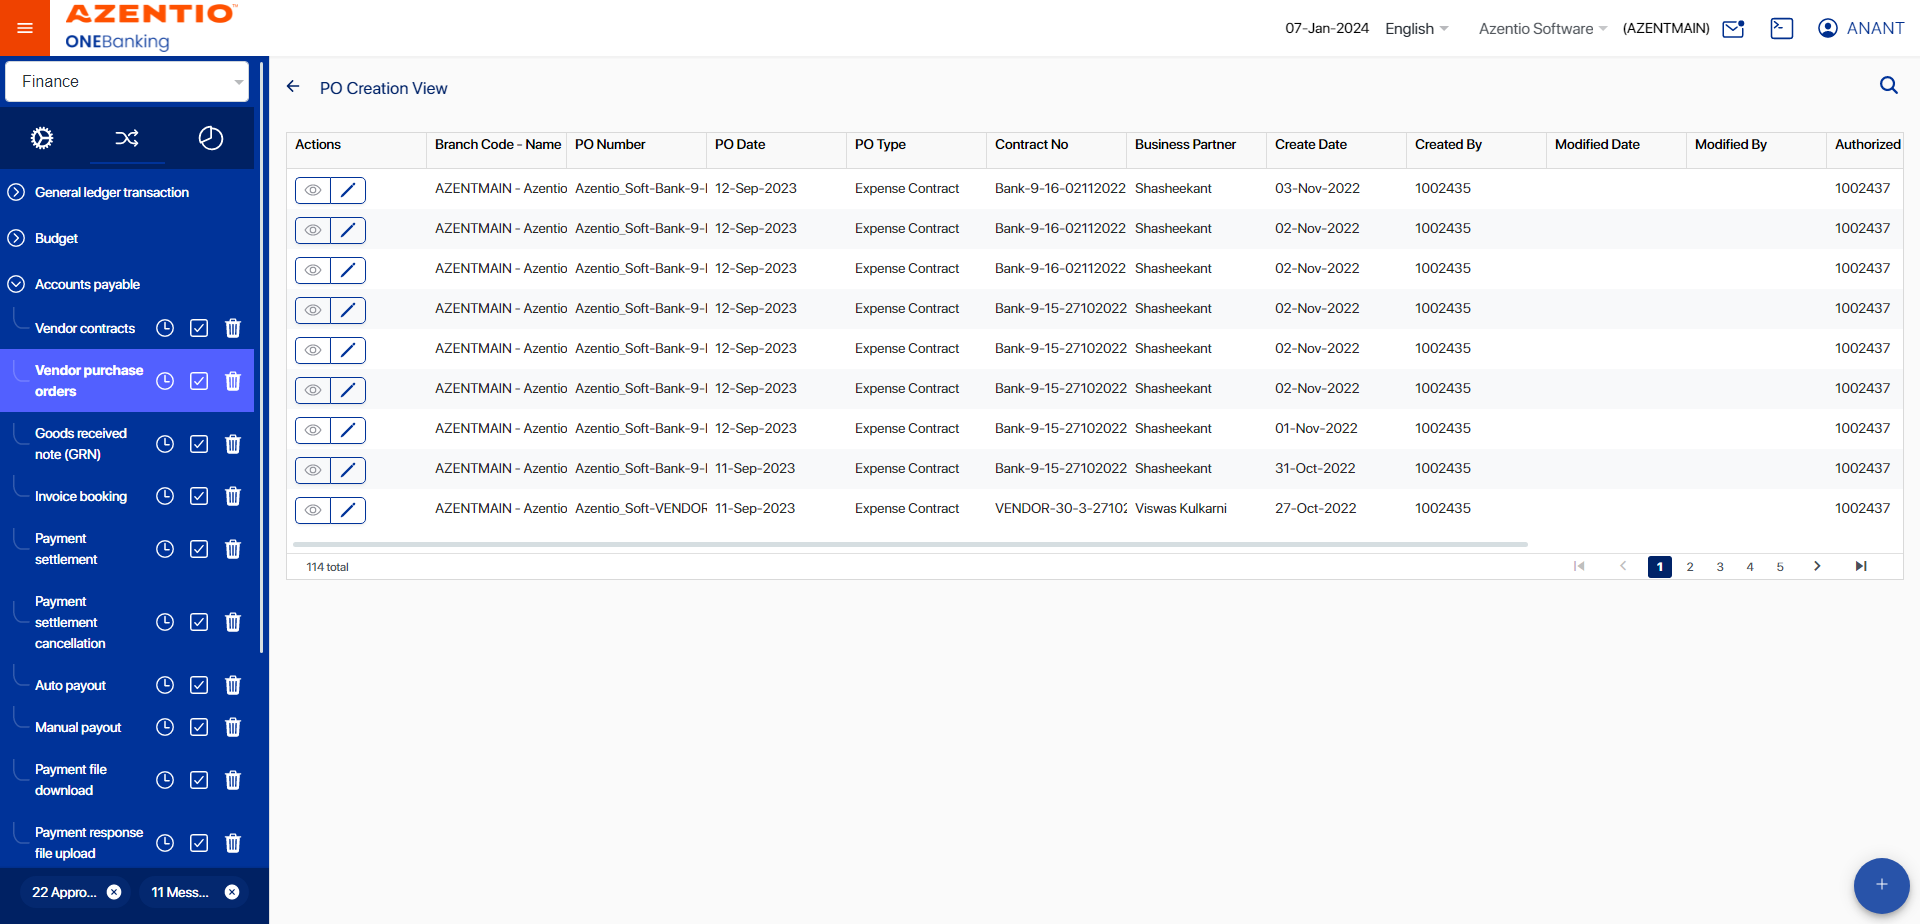 AZENTIO™
ONEBanking
07-Jan-2024 English Azentio Software (AZENTMAIN) ANANT
Finance
General ledger transaction
Budget
Accounts payable
Vendor contracts
Vendor purchase
orders
Goods received
note (GRN)
Invoice booking
Payment
settlement
Payment
settlement
cancellation
Auto payout
Manual payout
Payment file
download
Payment response
file upload
22 Appro... 11 Mess...
PO Creation View
Actions Branch Code - Name PO Number PO Date PO Type Contract No Business Partner Create Date Created By Modified Date Modified By Authorized
AZENTMAIN - Azentio Azentio_Soft-Bank-9- 12-Sep-2023 Expense Contract Bank-9-16-02112022 Shasheekant 03-Nov-2022 1002435 1002437
AZENTMAIN - Azentio Azentio_Soft-Bank-9- 12-Sep-2023 Expense Contract Bank-9-16-02112022 Shasheekant 02-Nov-2022 1002435 1002437
AZENTMAIN - Azentio Azentio_Soft-Bank-9- 12-Sep-2023 Expense Contract Bank-9-16-02112022 Shasheekant 02-Nov-2022 1002435 1002437
AZENTMAIN - Azentio Azentio_Soft-Bank-9- 12-Sep-2023 Expense Contract Bank-9-15-27102022 Shasheekant 02-Nov-2022 1002435 1002437
AZENTMAIN - Azentio Azentio_Soft-Bank-9- 12-Sep-2023 Expense Contract Bank-9-15-27102022 Shasheekant 02-Nov-2022 1002435 1002437
AZENTMAIN - Azentio Azentio_Soft-Bank-9- 12-Sep-2023 Expense Contract Bank-9-15-27102022 Shasheekant 02-Nov-2022 1002435 1002437
AZENTMAIN - Azentio Azentio_Soft-Bank-9- 12-Sep-2023 Expense Contract Bank-9-15-27102022 Shasheekant 01-Nov-2022 1002435 1002437
AZENTMAIN - Azentio Azentio_Soft-Bank-9- 11-Sep-2023 Expense Contract Bank-9-15-27102022 Shasheekant 31-Oct-2022 1002435 1002437
AZENTMAIN - Azentio Azentio_Soft-VENDOR 11-Sep-2023 Expense Contract VENDOR-30-3-27102 Viswas Kulkarni 27-Oct-2022 1002435 1002437
114 total 1 2 3 4 5